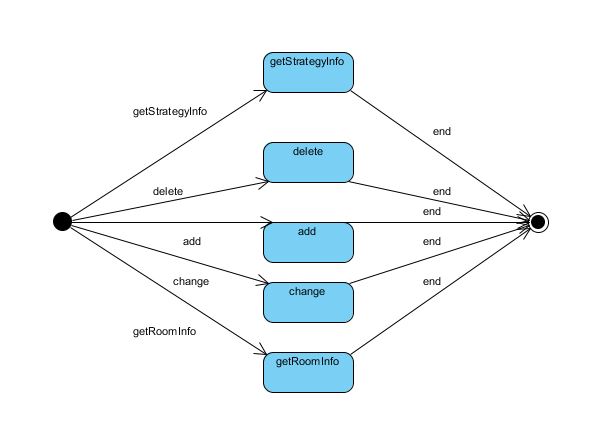 getStrategyInfo
getStrategyInfo
end
delete
delete
end
end
add
add
end
change
change
end
getRoomInfo
getRoomInfo